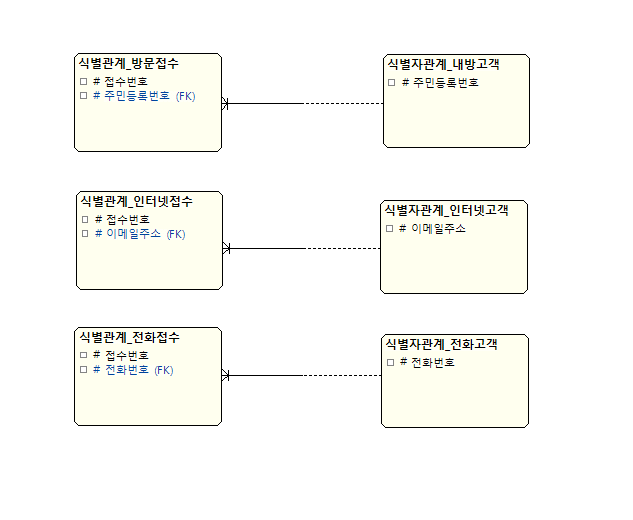 식별관계_방문접수
# 접수번호
# 주민등록번호 (FK)
식별자관계_내방고객
# 주민등록번호
식별관계_인터넷접수
# 접수번호
# 이메일주소 (FK)
식별자관계_인터넷고객
# 이메일주소
식별관계_전화접수
# 접수번호
# 전화번호 (FK)
식별자관계_전화고객
# 전화번호